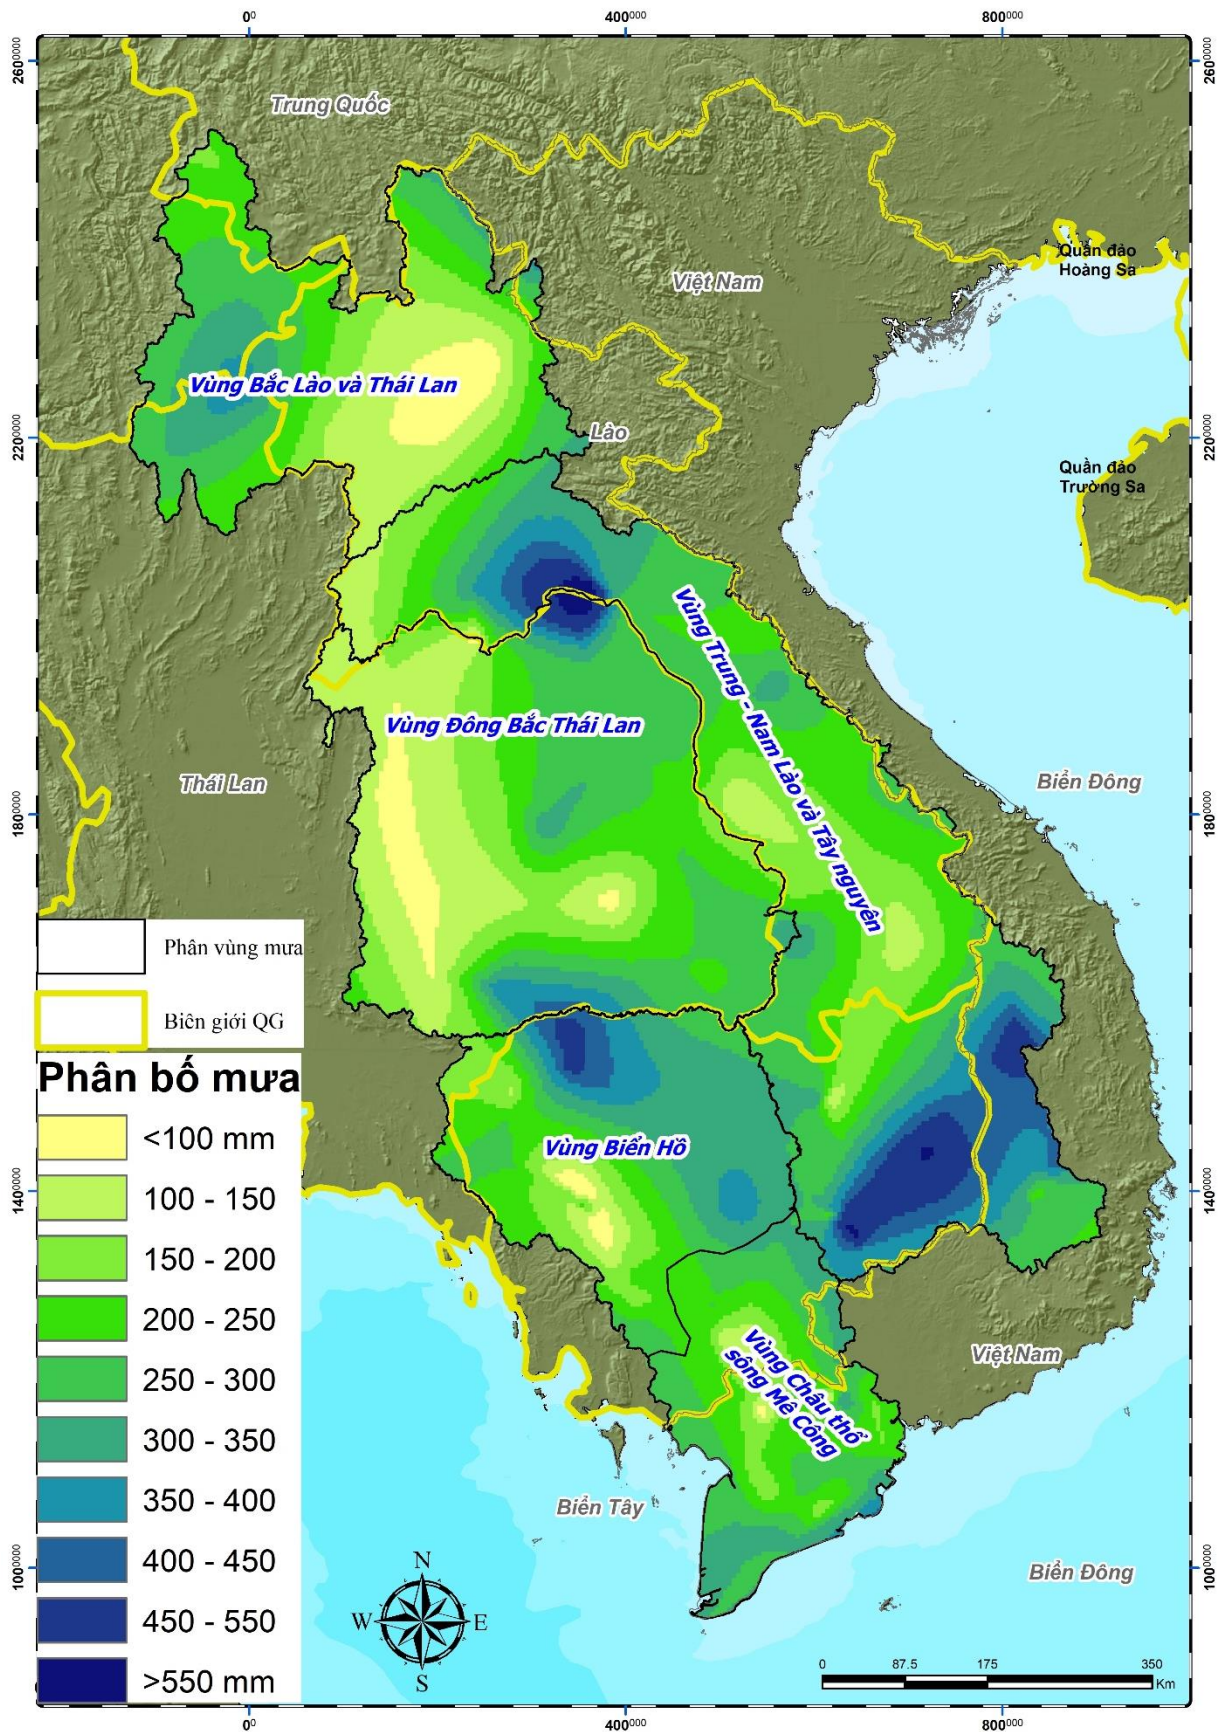 0⁰
400⁰⁰⁰
800⁰⁰⁰
260⁰⁰⁰⁰
260⁰⁰⁰⁰
Trung Quốc
Quần đảo
Hoàng Sa
Việt Nam
Vùng Bắc Lào và Thái Lan
Lào
220⁰⁰⁰⁰
220⁰⁰⁰⁰
Quần đảo
Trường Sa
Vùng Trung - Nam Lào và Tây nguyên
Vùng Đông Bắc Thái Lan
Thái Lan
Biển Đông
180⁰⁰⁰⁰
180⁰⁰⁰⁰
Phân vùng mưa
Biên giới QG
Phân bố mưa
<100 mm
100 - 150
150 - 200
200 - 250
250 - 300
300 - 350
350 - 400
400 - 450
450 - 550
>550 mm
Vùng Biển Hồ
140⁰⁰⁰⁰
140⁰⁰⁰⁰
Vùng Châu thổ
sông Mê Công
Việt Nam
Biển Tây
Biển Đông
100⁰⁰⁰⁰
100⁰⁰⁰⁰
N
W
E
S
0
87.5
175
350
Km
0⁰
400⁰⁰⁰
800⁰⁰⁰